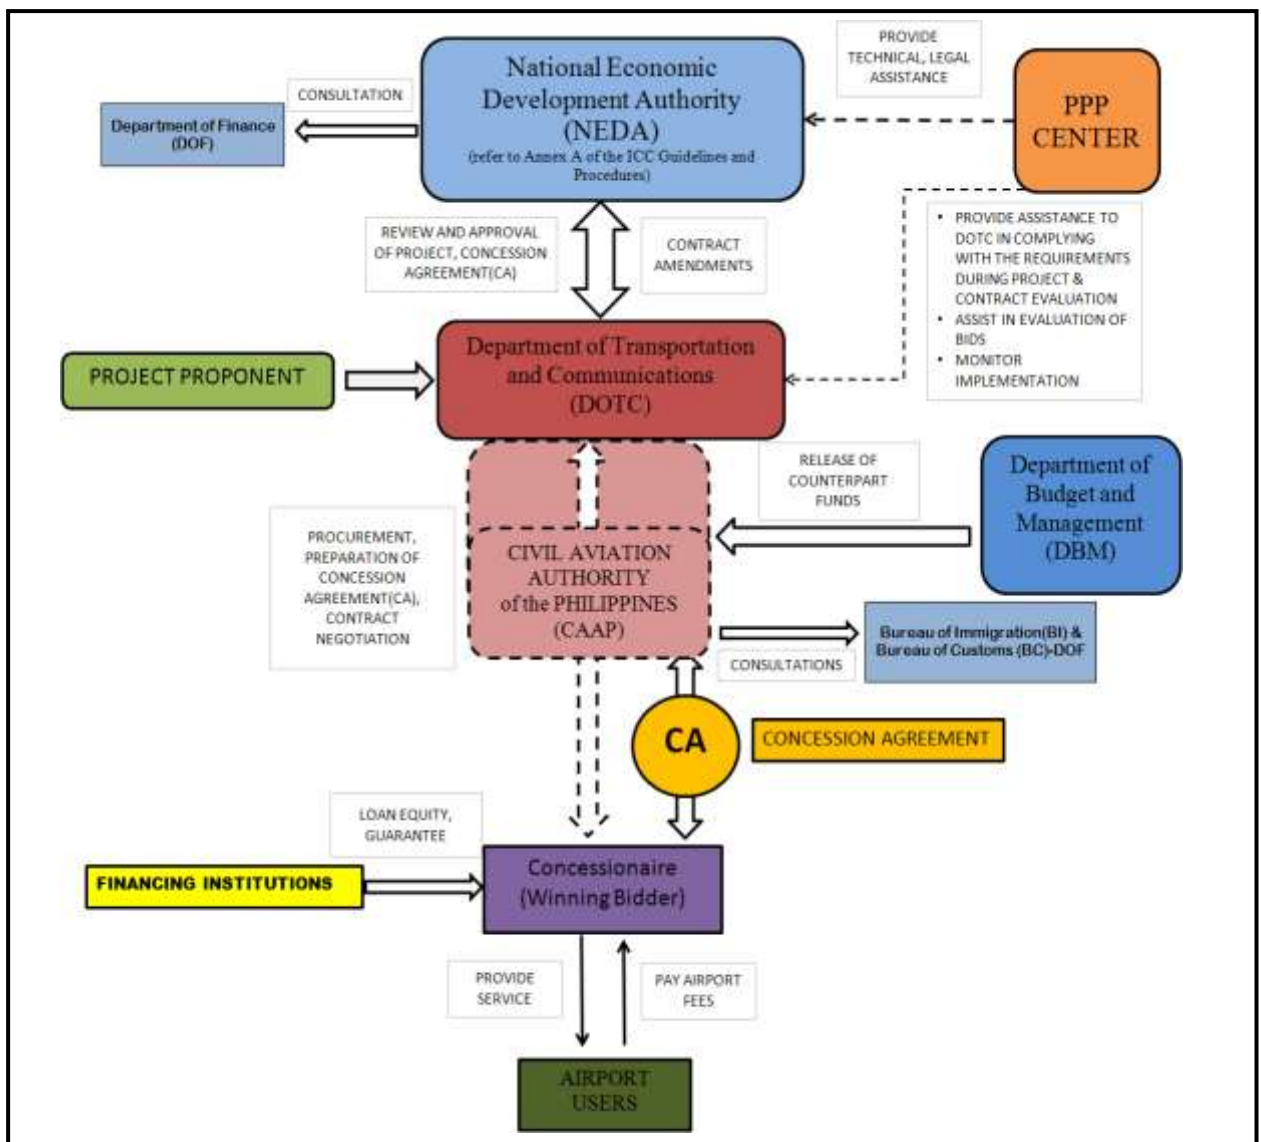 National Economic
Development Authority
(NEDA)
(refer to Annex A of the ICC Guidelines and
Procedures)
PROVIDE
TECHNICAL, LEGAL
ASSISTANCE
PPP
CENTER
CONSULTATION
Department of Finance
(DOF)
REVIEW AND APPROVAL
OF PROJECT, CONCESSION
AGREEMENT(CA)
CONTRACT
AMENDMENTS
• PROVIDE ASSISTANCE TO
DOTC IN COMPLYING
WITH THE REQUIREMENTS
DURING PROJECT &
CONTRACT EVALUATION
• ASSIST IN EVALUATION OF
BIDS
• MONITOR
IMPLEMENTATION
PROJECT PROPONENT
Department of Transportation
and Communications
(DOTC)
RELEASE OF
COUNTERPART
FUNDS
Department of
Budget and
Management
(DBM)
PROCUREMENT,
PREPARATION OF
CONCESSION
AGREEMENT(CA),
CONTRACT
NEGOTIATION
CIVIL AVIATION
AUTHORITY
of the PHILIPPINES
(CAAP)
Bureau of Immigration(BI) &
Bureau of Customs (BC)-DOF
CONSULTATIONS
CA
CONCESSION AGREEMENT
LOAN EQUITY,
GUARANTEE
FINANCING INSTITUTIONS
Concessionaire
(Winning Bidder)
PROVIDE
SERVICE
PAY AIRPORT
FEES
AIRPORT
USERS